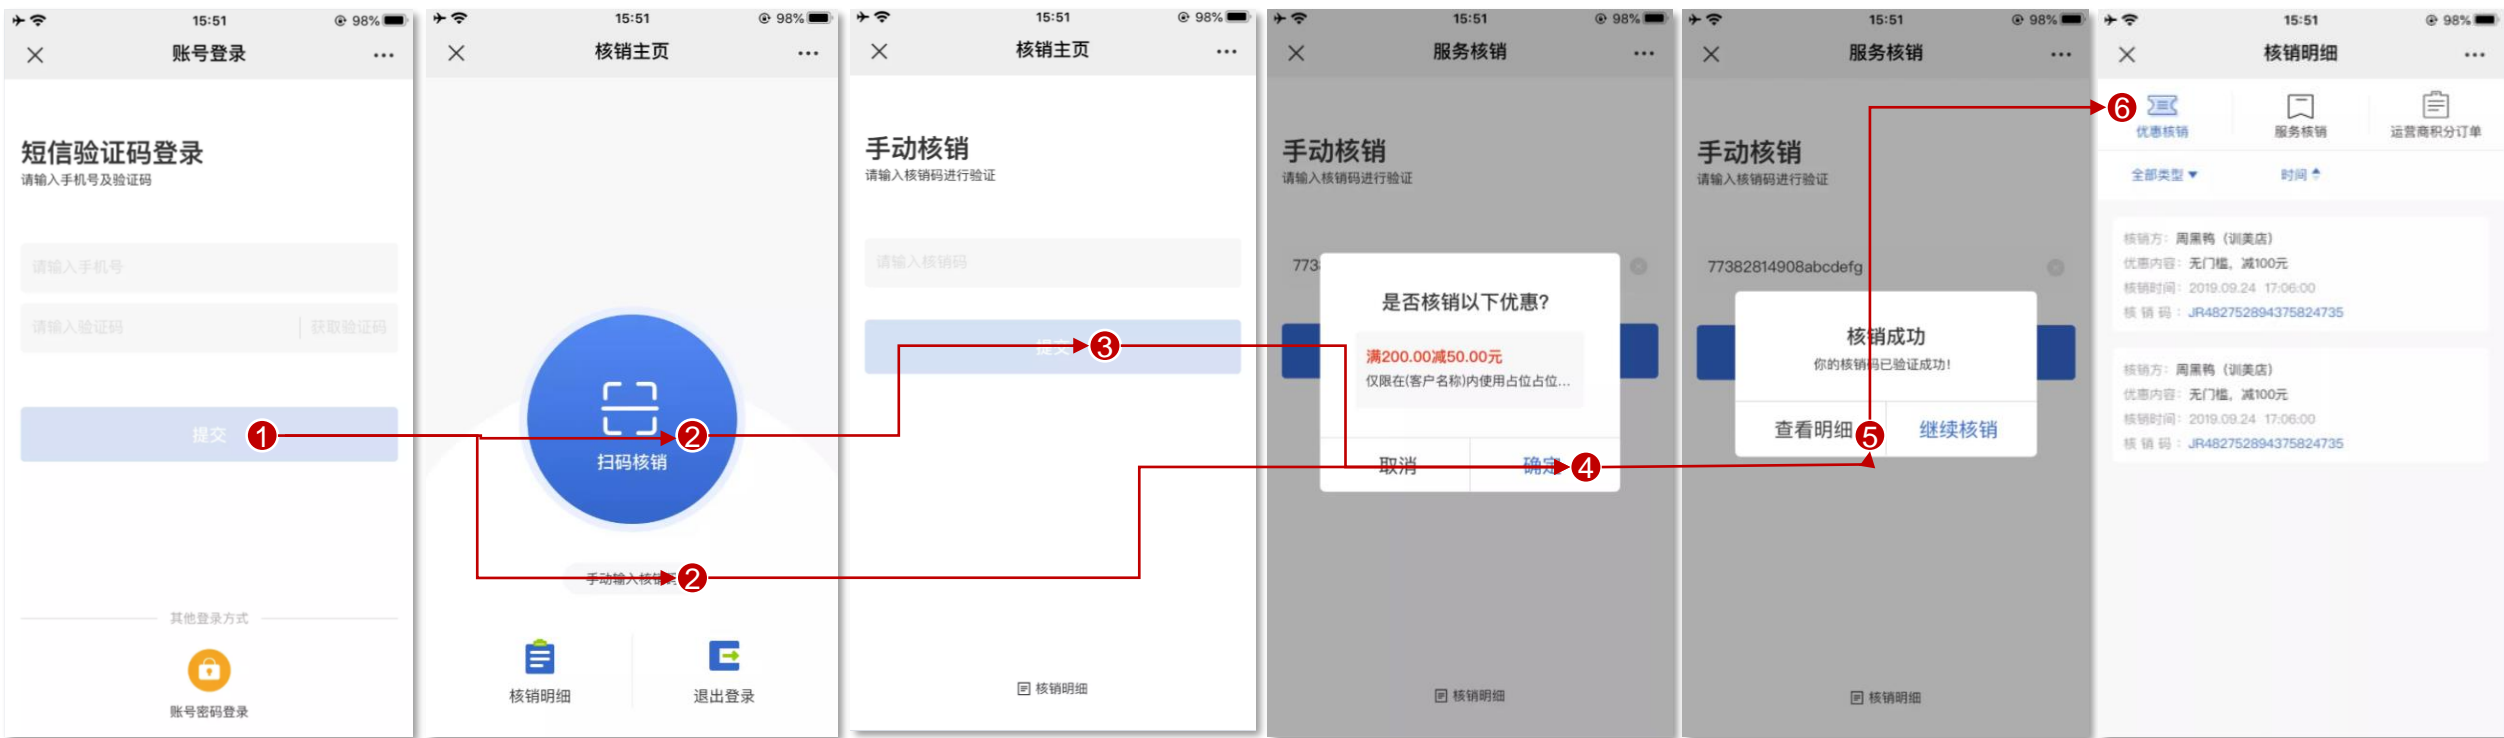 15:51
98%
账号登录
短信验证码登录
请输入手机号及验证码
请输入手机号
请输入验证码
获取验证码
提交
1
其他登录方式
账号密码登录
15:51
98%
核销主页
扫码核销
2
手动输入核销
2
核销明细
退出登录
15:51
98%
核销主页
手动核销
请输入核销码进行验证
请输入核销码
提交
3
核销明细
15:51
98%
服务核销
手动核销
请输入核销码进行验证
773
是否核销以下优惠?
满200.00减50.00元
仅限在(客户名称)内使用占位占位...
取消
确定
4
核销明细
15:51
98%
服务核销
手动核销
请输入核销码进行验证
77382814908abcdefg
核销成功
你的核销码已验证成功!
查看明细
5
继续核销
核销明细
15:51
98%
核销明细
6
优惠核销
服务核销
运营商积分订单
全部类型
时间
核销方: 周黑鸭（训美店）
优惠内容: 无门槛，减100元
核销时间: 2019.09.24 17:06:00
核 销 码 : JR482752894375824735
核销方: 周黑鸭（训美店）
优惠内容: 无门槛，减100元
核销时间: 2019.09.24 17:06:00
核 销 码 : JR482752894375824735